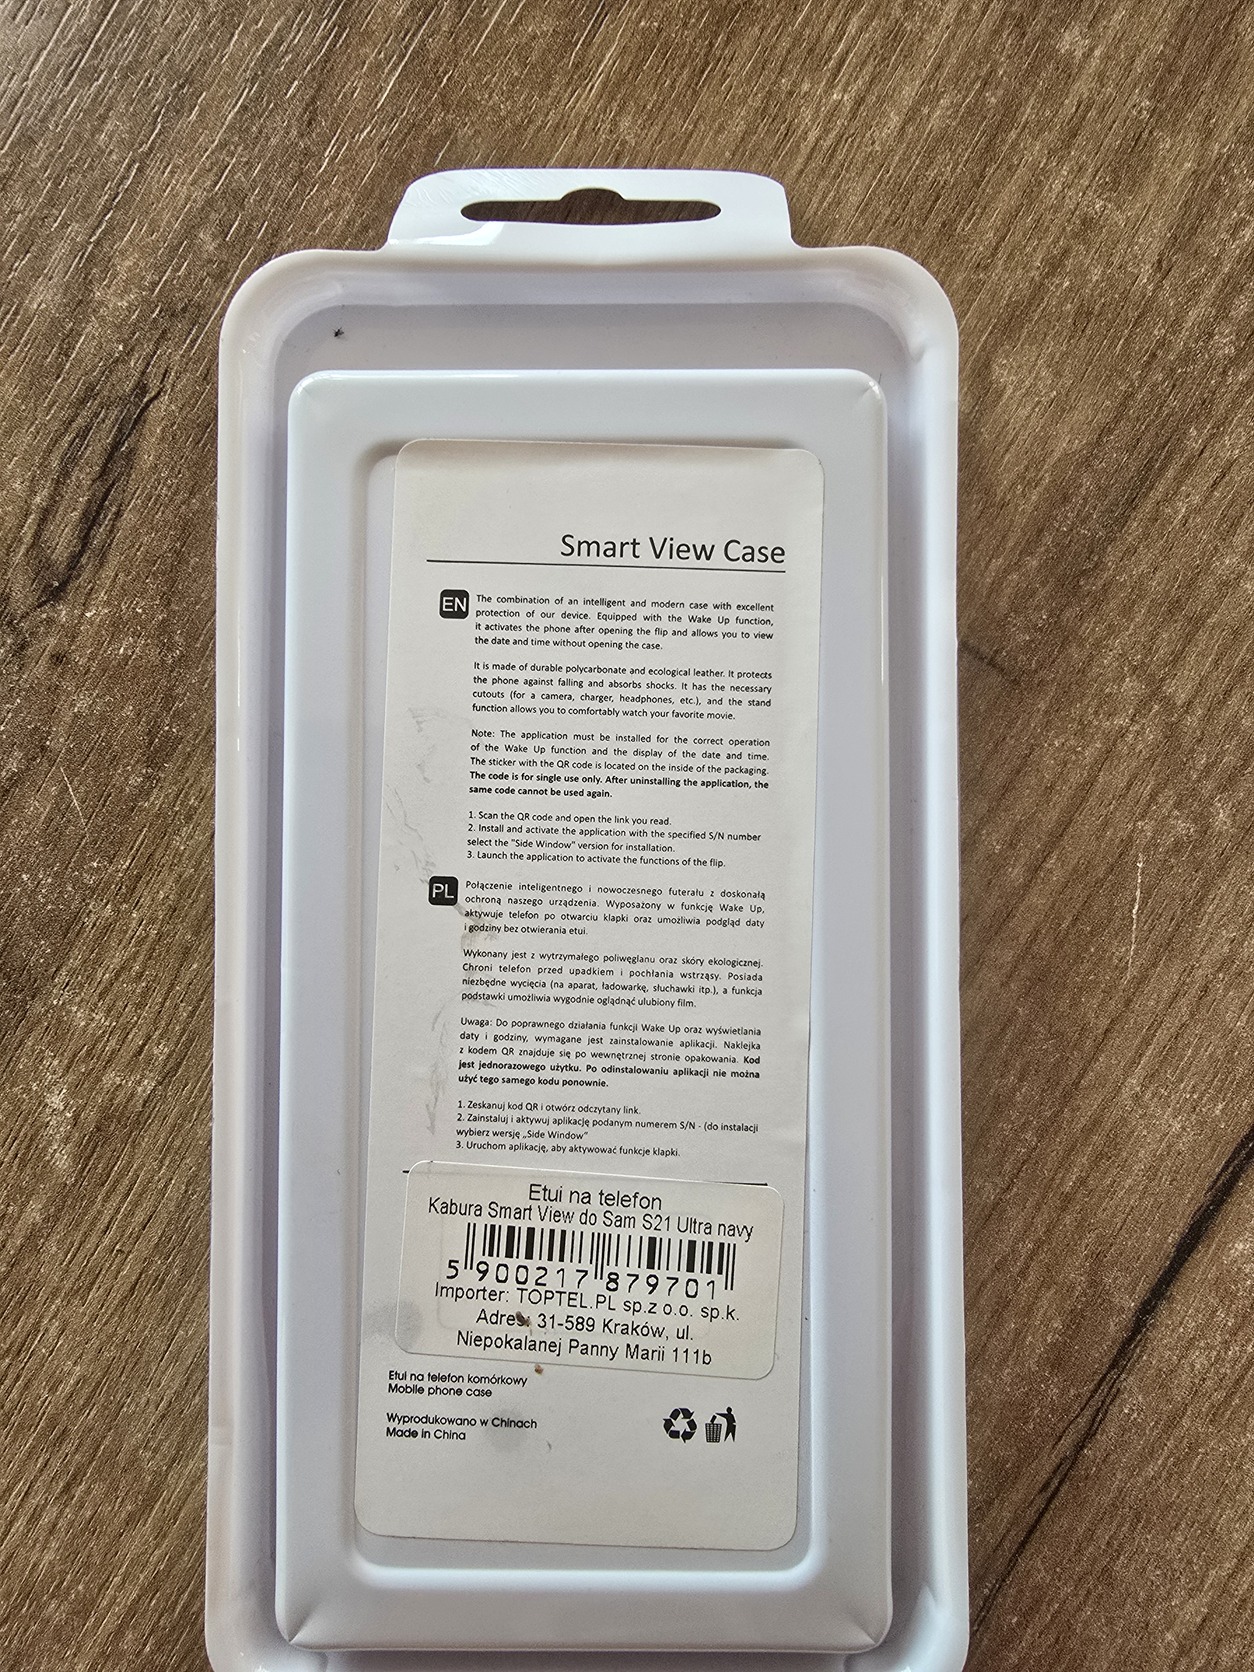 Smart View Case
EN
The combination of an intelligent and modern case with excellent
protection of our device. Equipped with the Wake Up function,
it activates the phone after opening the flip and allows you to view
the date and time without opening the case.
It is made of durable polycarbonate and ecological leather. It protects
the phone against falling and absorbs shocks. It has the necessary
cutouts (for a camera, charger, headphones, etc.), and the stand
function allows you to comfortably watch your favorite movie.
Note: The application must be installed for the correct operation
of the Wake Up function and the display of the date and time.
The sticker with the QR code is located on the inside of the packaging.
The code is for single use only. After uninstalling the application, the
same code cannot be used again.
1. Scan the QR code and open the link you read.
2. Install and activate the application with the specified S/N number
select the "Side Window" version for installation.
3. Launch the application to activate the functions of the flip.
PL
Połączenie inteligentnego i nowoczesnego futerału z doskonałą
ochroną naszego urządzenia. Wyposażony w funkcję Wake Up,
aktywuje telefon po otwarciu klapki oraz umożliwia podgląd daty
i godziny bez otwierania etui.
Wykonany jest z wytrzymałego poliwęglanu oraz skóry ekologicznej.
Chroni telefon przed upadkiem i pochłania wstrząsy. Posiada
niezbędne wycięcia (na aparat, ładowarkę, słuchawki itp.), a funkcja
podstawki umożliwia wygodnie oglądnąć ulubiony film.
Uwaga: Do poprawnego działania funkcji Wake Up oraz wyświetlania
daty i godziny, wymagane jest zainstalowanie aplikacji. Naklejka
z kodem QR znajduje się po wewnętrznej stronie opakowania. Kod
jest jednorazowego użytku. Po odinstalowaniu aplikacji nie można
użyć tego samego kodu ponownie.
1. Zeskanuj kod QR i otwórz odczytany link.
2. Zainstaluj i aktywuj aplikację podanym numerem S/N - (do instalacji
wybierz wersję „Side Window"
3. Uruchom aplikację, aby aktywować funkcje klapki.
Etui na telefon
Kabura Smart View do Sam S21 Ultra navy
5 900217 879701
Importer: TOPTEL.PL sp.z o.o. sp.k.
Adres: 31-589 Kraków, ul.
Niepokalanej Panny Marii 111b
Etui na telefon komórkowy
Mobile phone case
Wyprodukowano w Chinach
Made in China